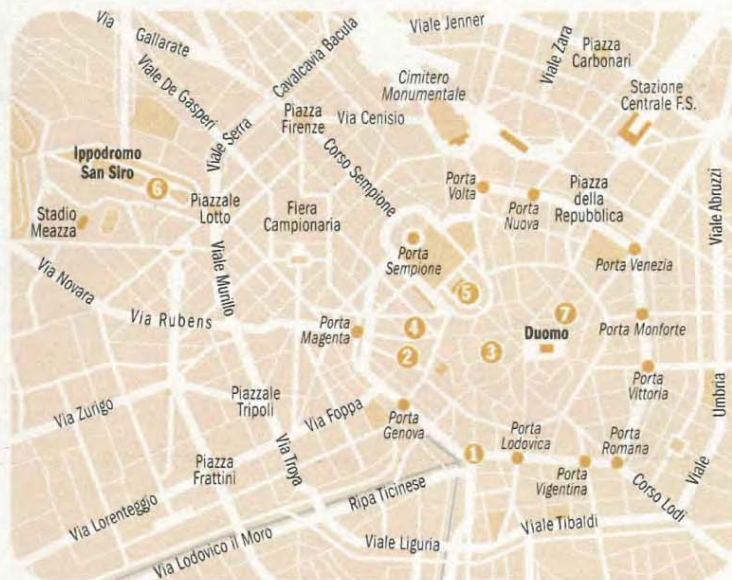 Via
Gallarate
Viale De Gasperi
Cavalcavia Bacula
Viale Jenner
Viale Zara
Piazza
Carbonari
Cimitero
Monumentale
Stazione
Centrale F.S.
Piazza
Firenze
Via Cenisio
Viale Serra
Corso Sempione
Ippodromo
San Siro
6
Piazzale
Lotto
Stadio
Meazza
Fiera
Campionaria
Porta
Volta
Porta
Nuova
Piazza
della
Repubblica
Viale Abruzzi
Porta
Sempione
Porta Venezia
Via Novara
Viale Murillo
5
7
Via Rubens
Porta
Magenta
4
Duomo
Porta Monforte
2
3
Porta
Vittoria
Umbria
Viale
Via Zurigo
Piazzale
Tripoli
Via Foppa
Porta
Genova
Porta
Lodovica
Porta
Romana
1
Porta
Vigentina
Piazza
Frattini
Via Troya
Corso Lodi
Ripa Ticinese
Via Lorenteggio
Viale Tibaldi
Viale Liguria
Via Lodovico il Moro